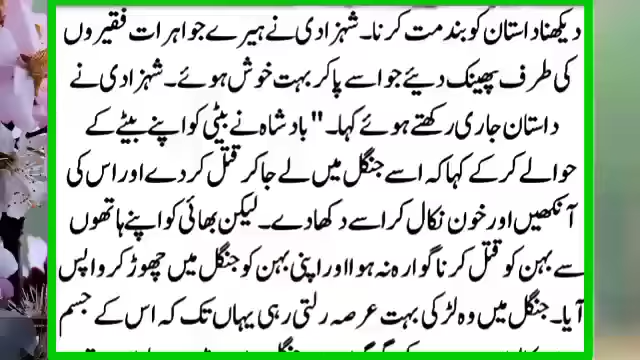 دیکھنا داستان کو بند مت کرنا۔ شہزادی نے ہیرے جواہرات فقیروں
کی طرف پھینک دیئے جو اسے پا کر بہت خوش ہوئے۔ شہزادی نے
داستان جاری رکھتے ہوئے کہا۔ "بادشاہ نے بیٹی کو اپنے بیٹے کے
حوالے کر کے کہا کہ اسے جنگل میں لے جا کر قتل کر دے اور اس کی
آنکھیں اور خون نکال کر اسے دکھا دے۔ لیکن بھائی کو اپنے ہاتھوں
سے بہن کو قتل کرنا گوارہ نہ ہوا اور اپنی بہن کو جنگل میں چھوڑ کر واپس
آیا۔ جنگل میں وہ لڑکی بہت عرصہ رلتی رہی یہاں تک کہ اس کے جسم